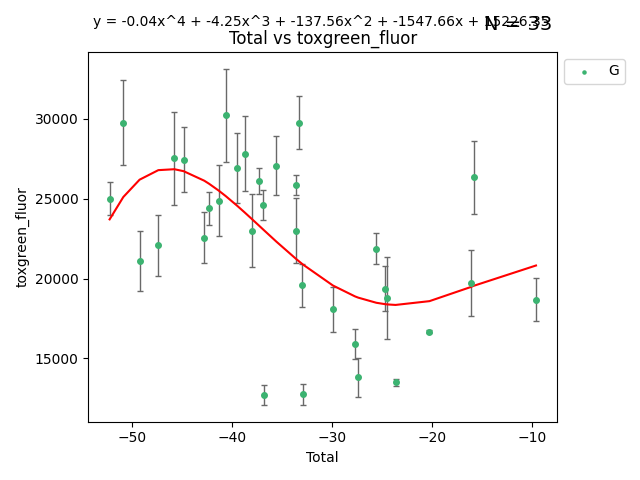 y = -0.04x^4 + -4.25x^3 + -137.56x^2 + -1547.66x +
N = 33
Total vs toxgreen_fluor
G
30000
25000
20000
15000
toxgreen_fluor
−50 −40 −30 −20 −10
Total